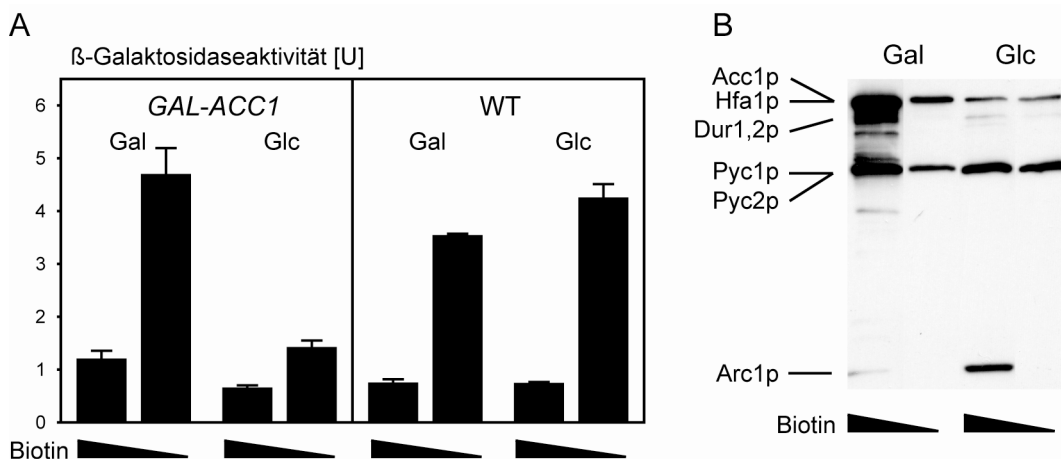 A
ß-Galaktosidaseaktivität [U]
GAL-ACC1
WT
Gal
Glc
Gal
Glc
6
5
4
3
2
1
0
Biotin
B
Gal
Glc
Acc1p
Hfa1p
Dur1,2p
Pyc1p
Pyc2p
Arc1p
Biotin